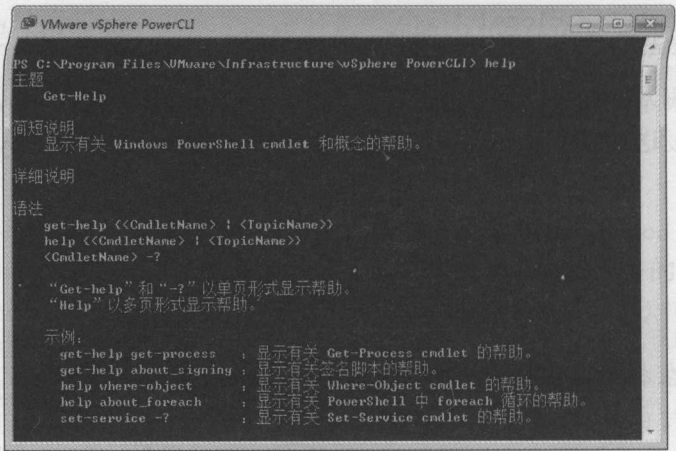 VMware vSphere PowerCLI
PS C:\Program Files\VMware\Infrastructure\vSphere PowerCLI> help
主题
Get-Help
简短说明
显示有关 Windows PowerShell cmdlet 和概念的帮助。
详细说明
语法
get-help {<CmdletName> | <TopicName>}
help {<CmdletName> | <TopicName>}
<CmdletName> -?
“Get-help”和“-?”以单页形式显示帮助。
“Help”以多页形式显示帮助。
示例:
get-help get-process : 显示有关 Get-Process cmdlet 的帮助。
get-help about_signing : 显示有关签名脚本的帮助。
help where-object : 显示有关 Where-Object cmdlet 的帮助。
help about_foreach : 显示有关 PowerShell 中 foreach 循环的帮助。
set-service -? : 显示有关 Set-Service cmdlet 的帮助。